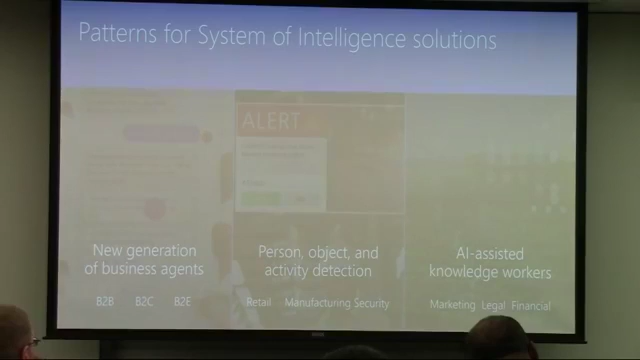 Patterns for System of Intelligence solutions
ALERT
New generation
of business agents
B2B B2C B2E
Person, object, and
activity detection
Retail Manufacturing Security
AI-assisted
knowledge workers
Marketing Legal Financial